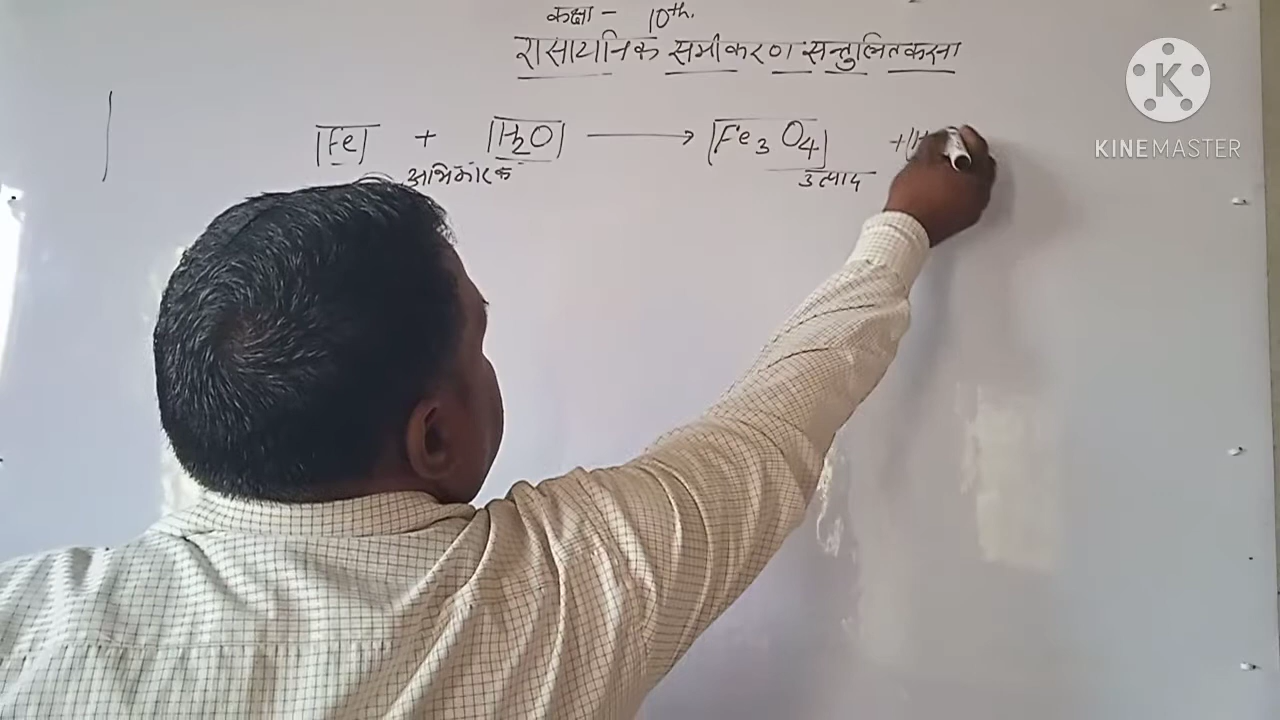 कक्षा - 10th.
रासायनिक समीकरण सन्तुलित करना
Fe + H2O ⟶ Fe3O4 + H
अभिकारक उत्पाद
K
KINEMASTER